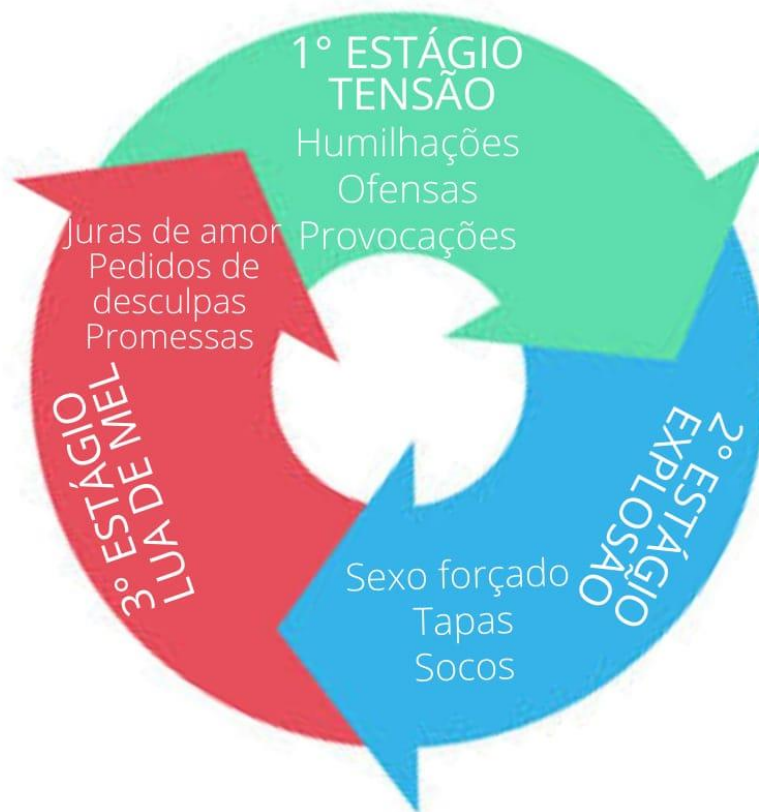 1° ESTÁGIO
TENSÃO
Humilhações
Ofensas
Provocações
2° ESTÁGIO
EXPLOSÃO
Sexo forçado
Tapas
Socos
3° ESTÁGIO
LUA DE MEL
Juras de amor
Pedidos de
desculpas
Promessas